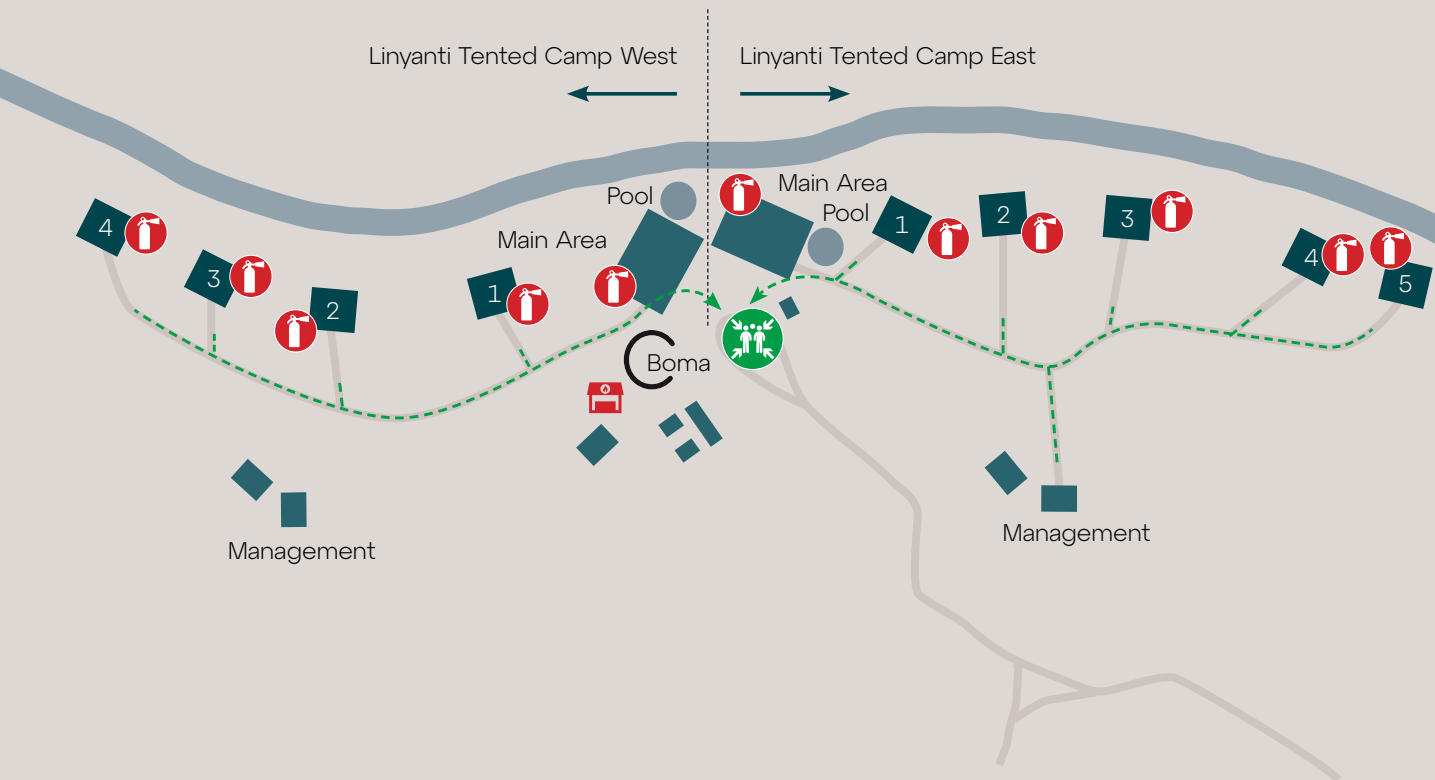 Linyanti Tented Camp West
Linyanti Tented Camp East
Pool
Main Area
Main Area
Pool
4
3
2
1
1
2
3
4
5
Boma
Management
Management